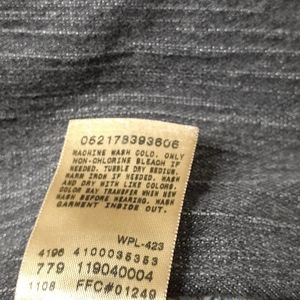 052178393606
MACHINE WASH COLD. ONLY
NON-CHLORINE BLEACH IF
NEEDED. TUMBLE DRY MEDIUM.
WARM IRON IF NEEDED. WASH
AND DRY WITH LIKE COLORS.
COLOR MAY TRANSFER WHEN NEW
WASH BEFORE WEARING. WASH
GARMENT INSIDE OUT.
WPL-423
4196 4100035353
779 119040004
1108 FFC#01249